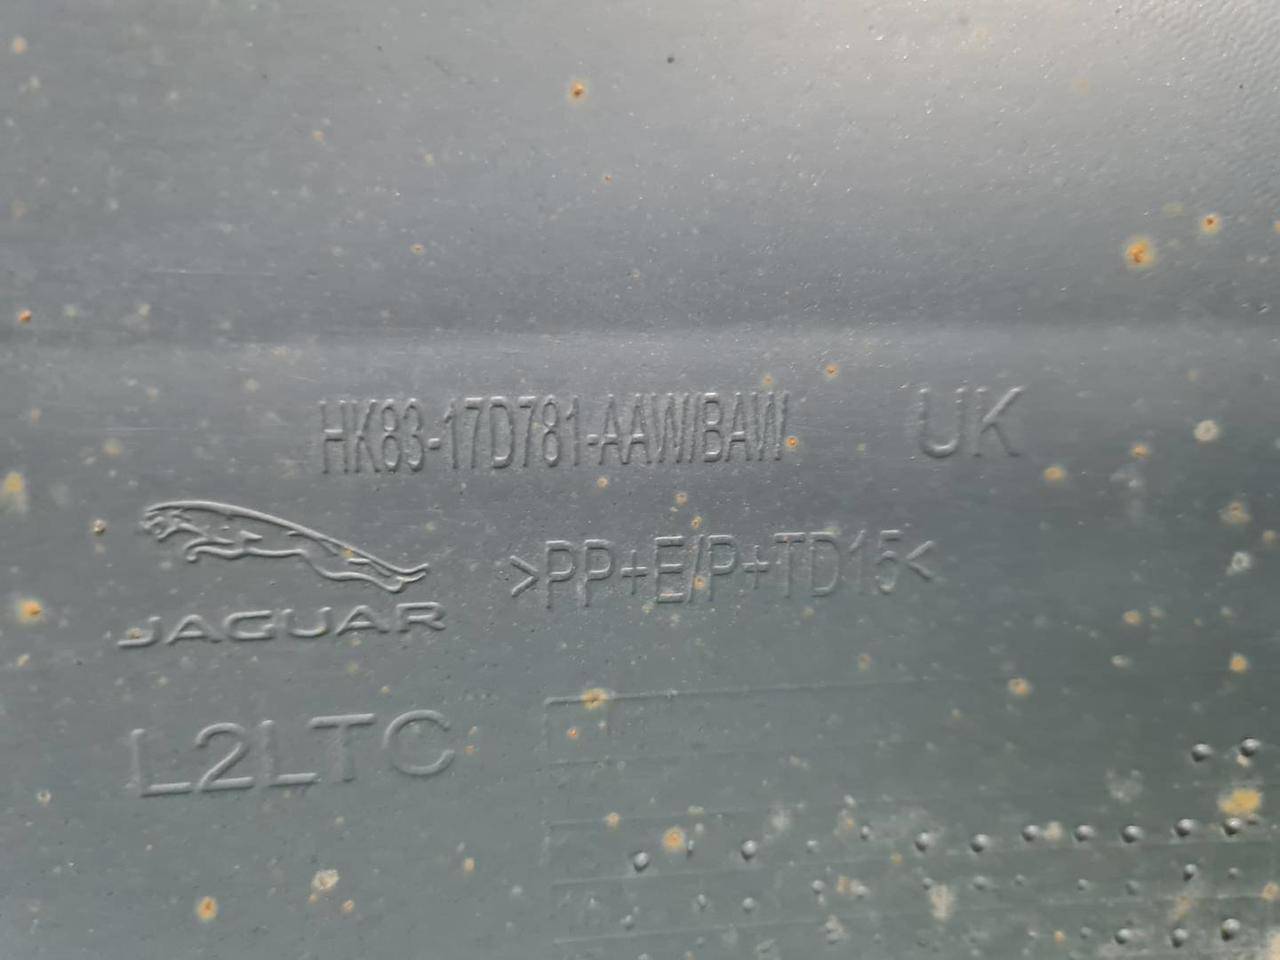 HK83-17D781-AAW/BAW UK
>PP+E/P+TD15<
JAGUAR
L2LTC